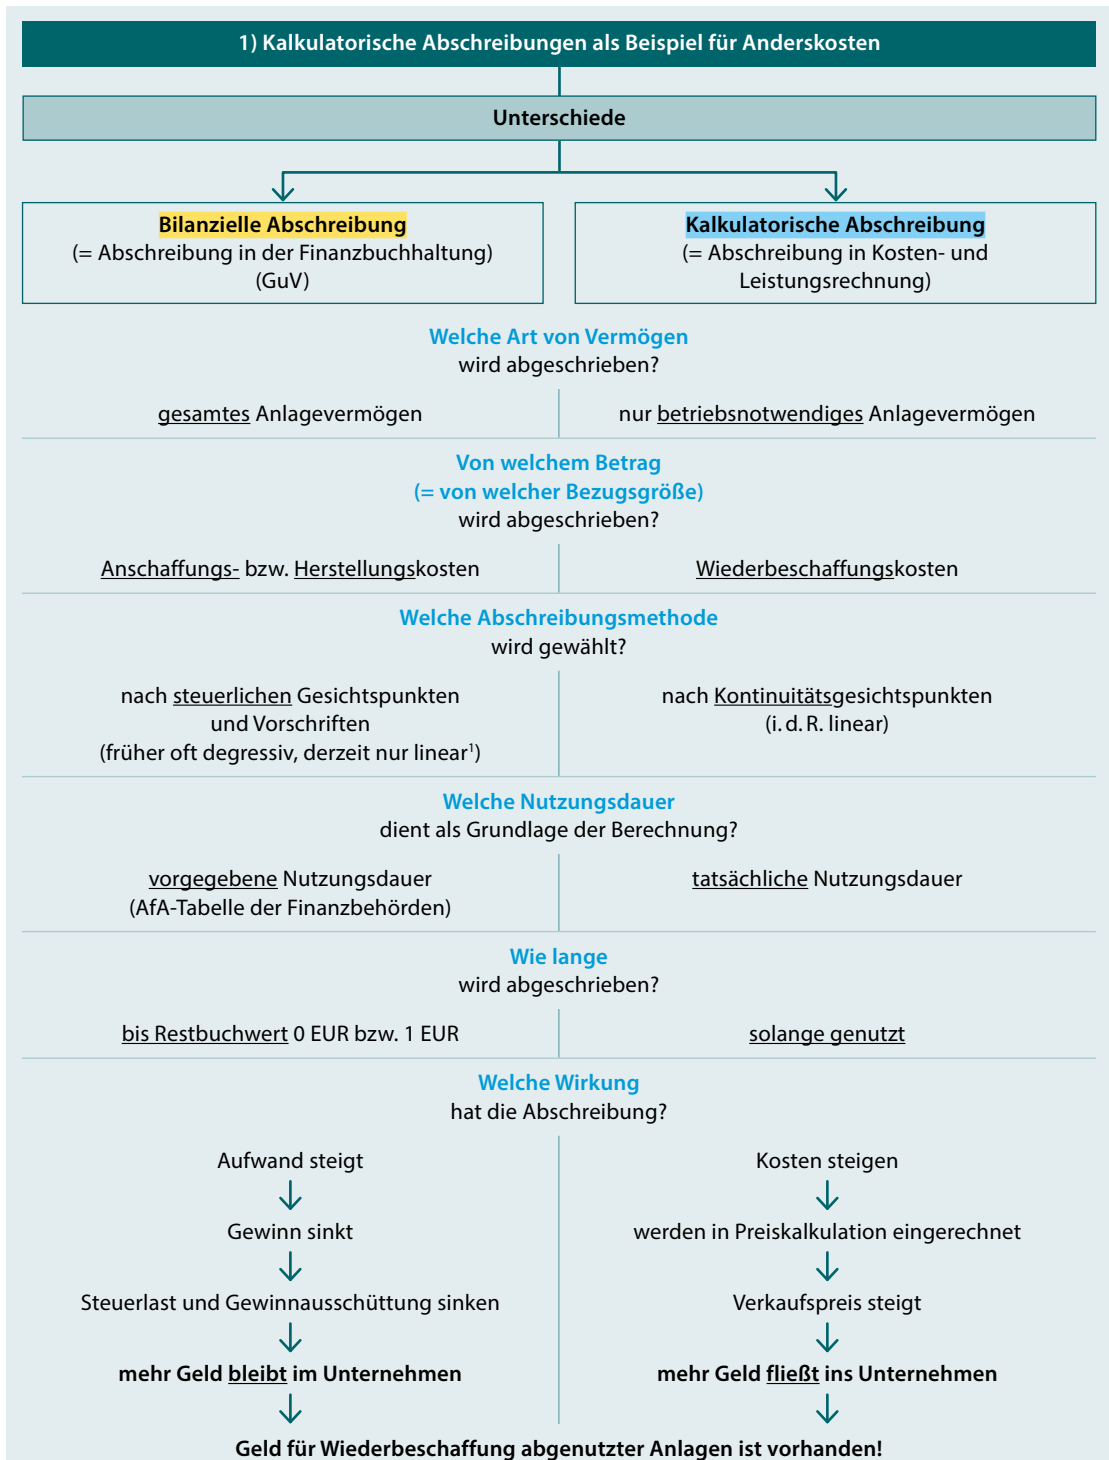 1) Kalkulatorische Abschreibungen als Beispiel für Anderskosten
Unterschiede
Bilanzielle Abschreibung
(= Abschreibung in der Finanzbuchhaltung)
(GuV)
Kalkulatorische Abschreibung
(= Abschreibung in Kosten- und
Leistungsrechnung)
Welche Art von Vermögen
wird abgeschrieben?
gesamtes Anlagevermögen
nur betriebsnotwendiges Anlagevermögen
Von welchem Betrag
(= von welcher Bezugsgröße)
wird abgeschrieben?
Anschaffungs- bzw. Herstellungskosten
Wiederbeschaffungskosten
Welche Abschreibungsmethode
wird gewählt?
nach steuerlichen Gesichtspunkten
und Vorschriften
(früher oft degressiv, derzeit nur linear¹)
nach Kontinuitätsgesichtspunkten
(i. d. R. linear)
Welche Nutzungsdauer
dient als Grundlage der Berechnung?
vorgegebene Nutzungsdauer
(AfA-Tabelle der Finanzbehörden)
tatsächliche Nutzungsdauer
Wie lange
wird abgeschrieben?
bis Restbuchwert 0 EUR bzw. 1 EUR
solange genutzt
Welche Wirkung
hat die Abschreibung?
Aufwand steigt
Gewinn sinkt
Steuerlast und Gewinnausschüttung sinken
mehr Geld bleibt im Unternehmen
Kosten steigen
werden in Preiskalkulation eingerechnet
Verkaufspreis steigt
mehr Geld fließt ins Unternehmen
Geld für Wiederbeschaffung abgenutzter Anlagen ist vorhanden!